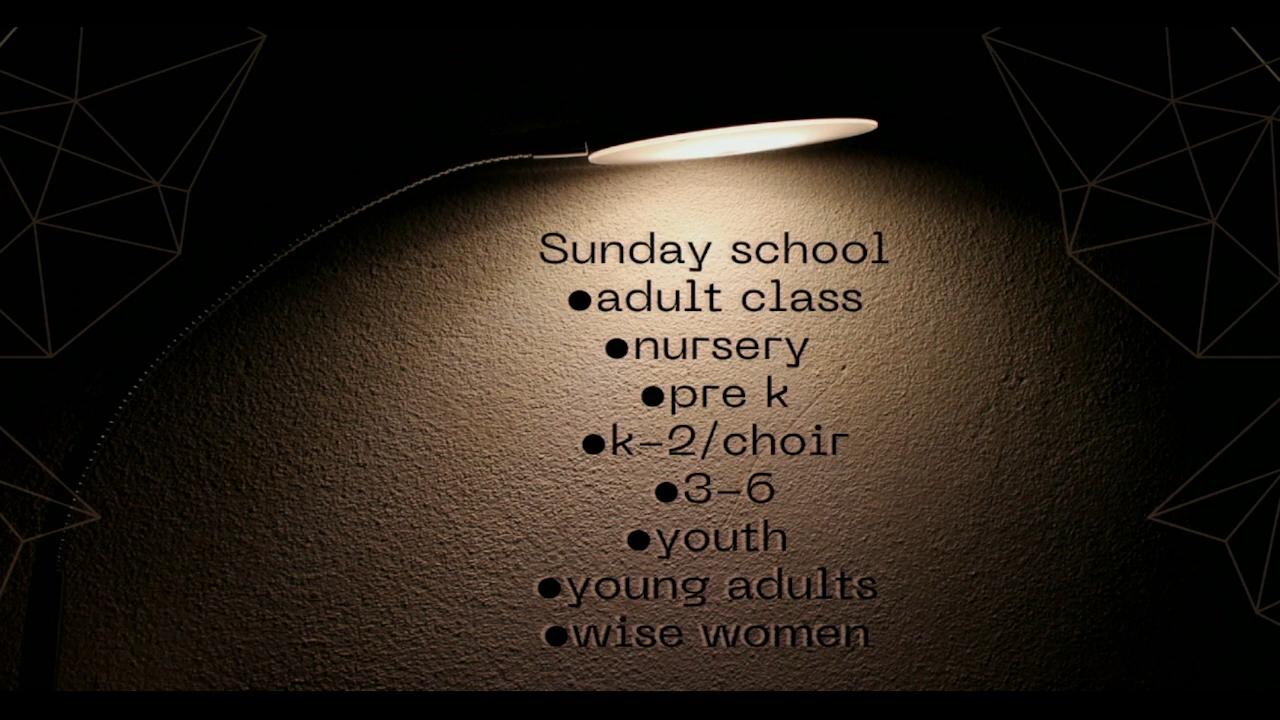 Sunday school
●adult class
●nursery
●pre k
●k-2/choir
●3-6
●youth
●young adults
●wise women